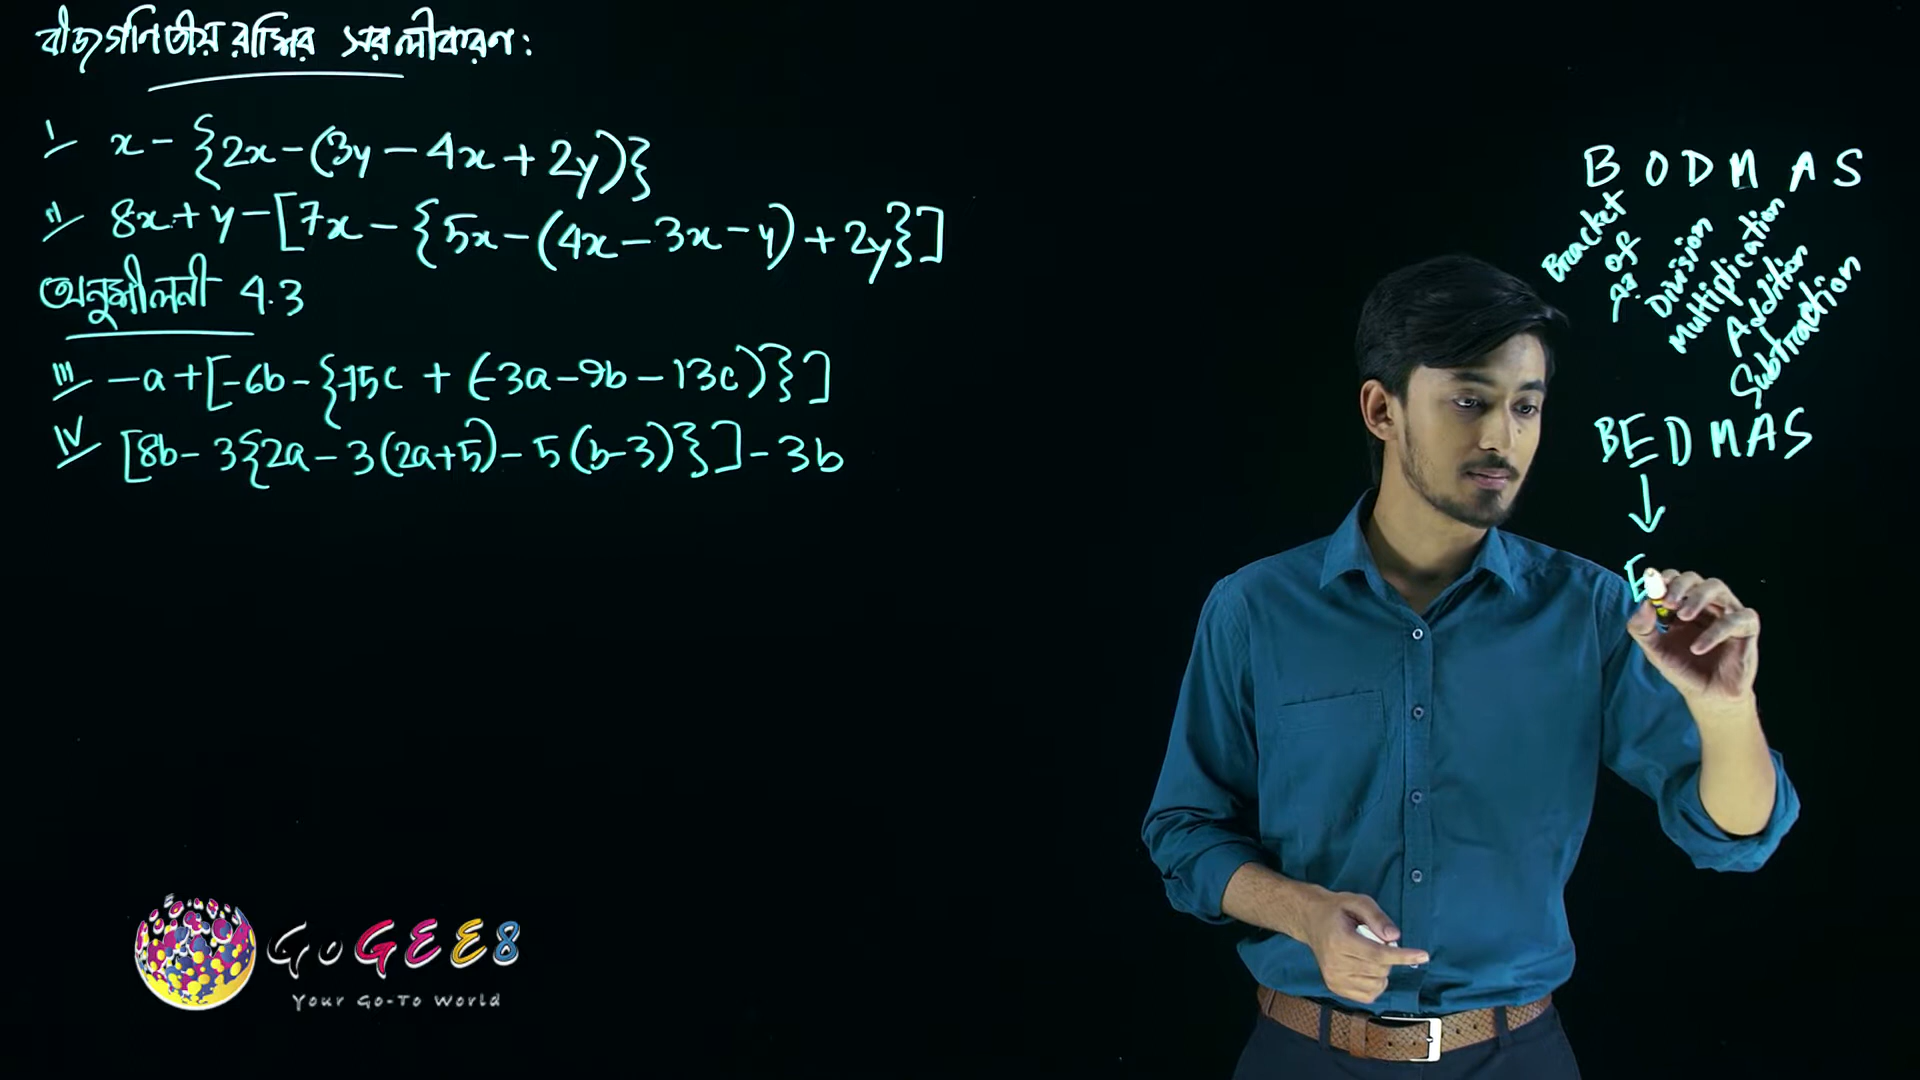 বীজগণিতীয় রাশির সরলীকরণ:
i x - {2x - (3y - 4x + 2y)}
ii 8x + y - [7x - {5x - (4x - 3x - y) + 2y}]
অনুশীলনী 4.3
iii -a + [-6b - {-15c + (-3a - 9b - 13c)}]
iv [8b - 3{2a - 3(2a+5) - 5(b-3)}] - 3b
B O D M A S
Bracket
of
Division
Multiplication
Addition
Subtraction
BEDMAS
↓
E
GoGEE8
Your Go-To World